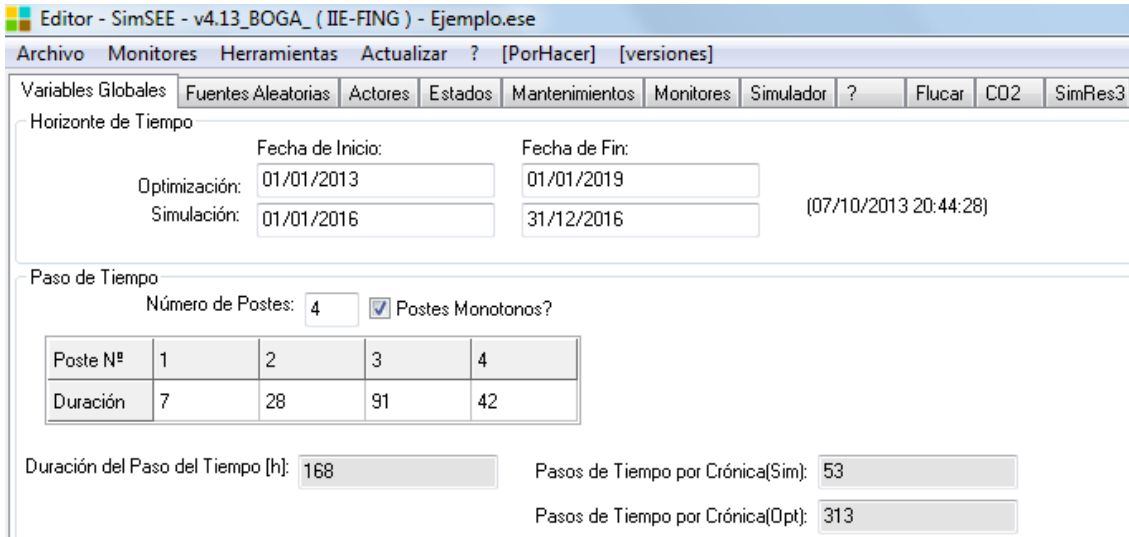 Editor - SimSEE - v4.13_BOGA_ ( IIE-FING ) - Ejemplo.ese
Archivo Monitores Herramientas Actualizar ? [PorHacer] [versiones]
Variables Globales Fuentes Aleatorias Actores Estados Mantenimientos Monitores Simulador ? Flucar CO2 SimRes3
Horizonte de Tiempo
Fecha de Inicio: Fecha de Fin:
Optimización: 01/01/2013 01/01/2019
Simulación: 01/01/2016 31/12/2016 (07/10/2013 20:44:28)
Paso de Tiempo
Número de Postes: 4 Postes Monotonos?
Poste Nº 1 2 3 4
Duración 7 28 91 42
Duración del Paso del Tiempo [h]: 168 Pasos de Tiempo por Crónica(Sim): 53
Pasos de Tiempo por Crónica(Opt): 313